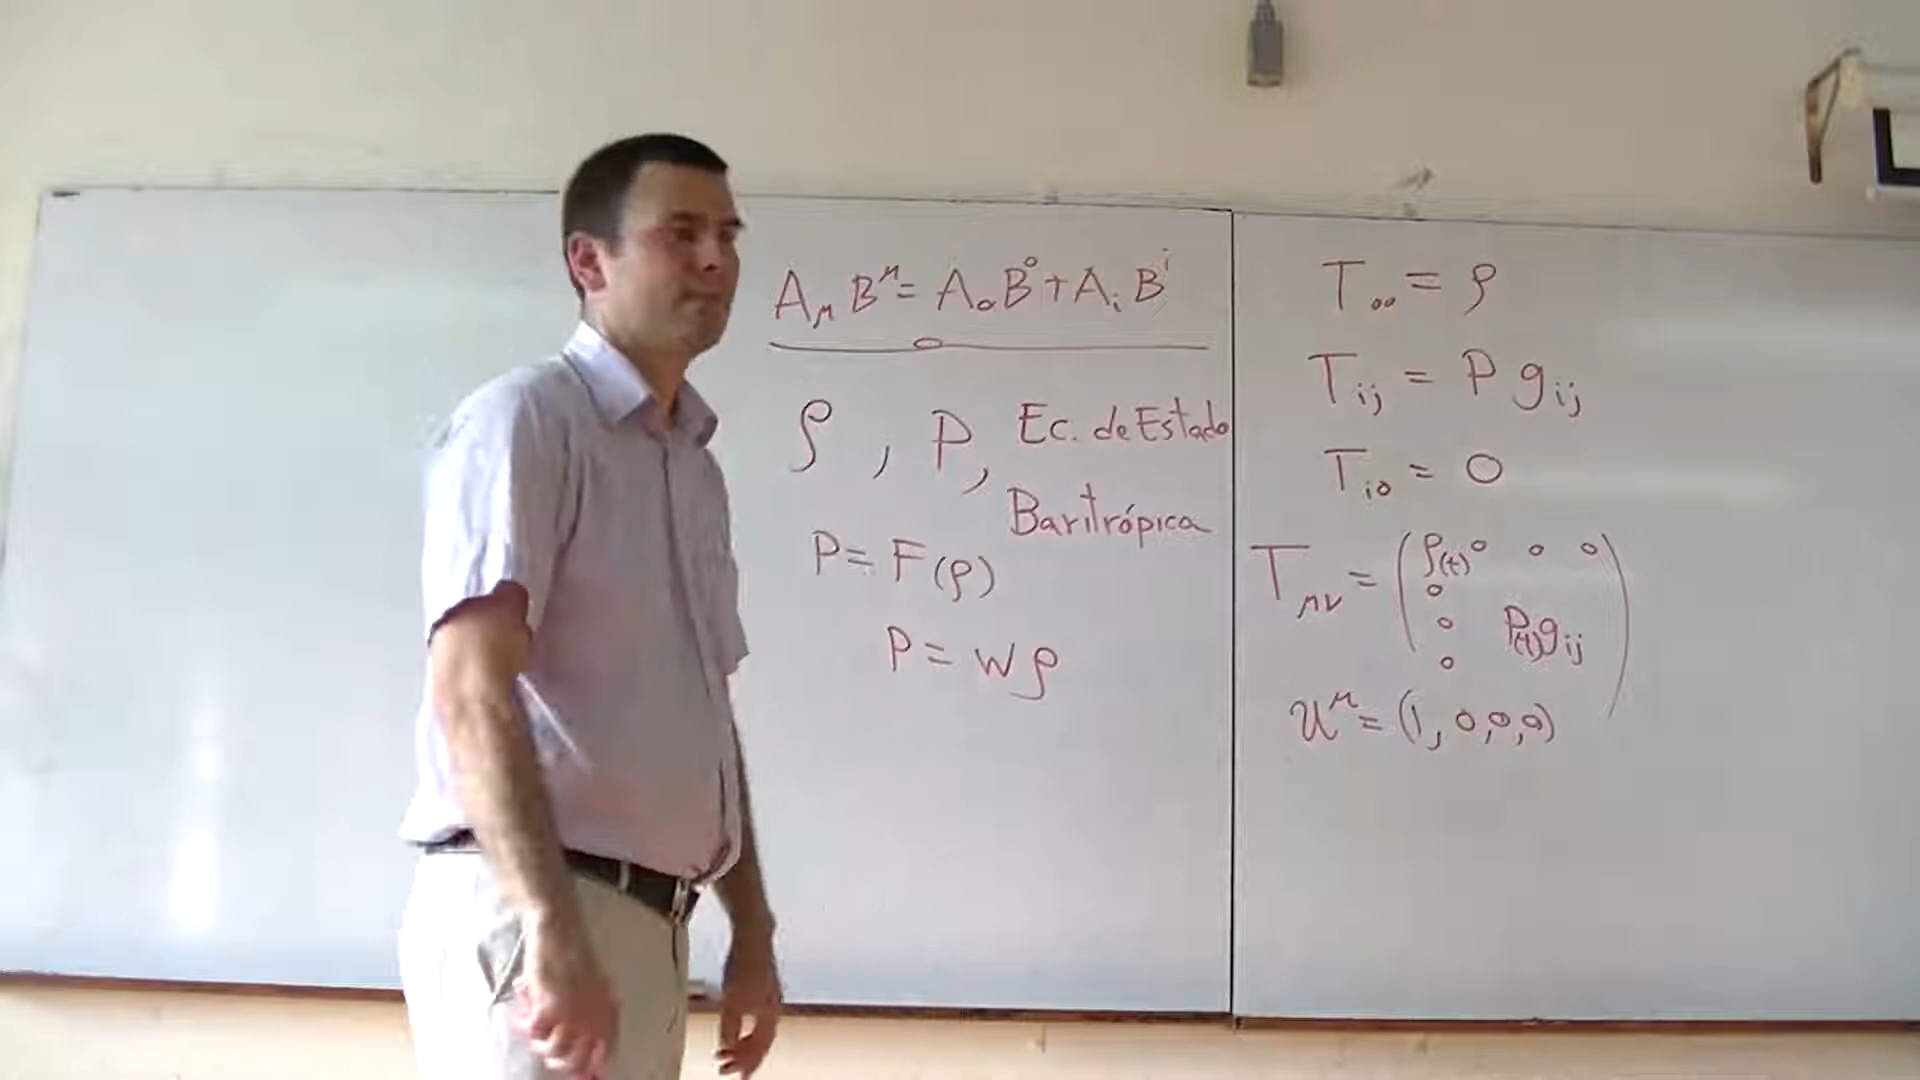 A_μ B^μ = A_0 B^0 + A_i B^i
ρ , P, Ec. de Estado
Baritrópica
P = F(ρ)
P = wρ
T_00 = ρ
T_ij = P g_ij
T_i0 = 0
T_μν = (ρ(t) 0 0 0
0
0 P(t) g_ij
0)
u^μ = (1, 0, 0, 0)